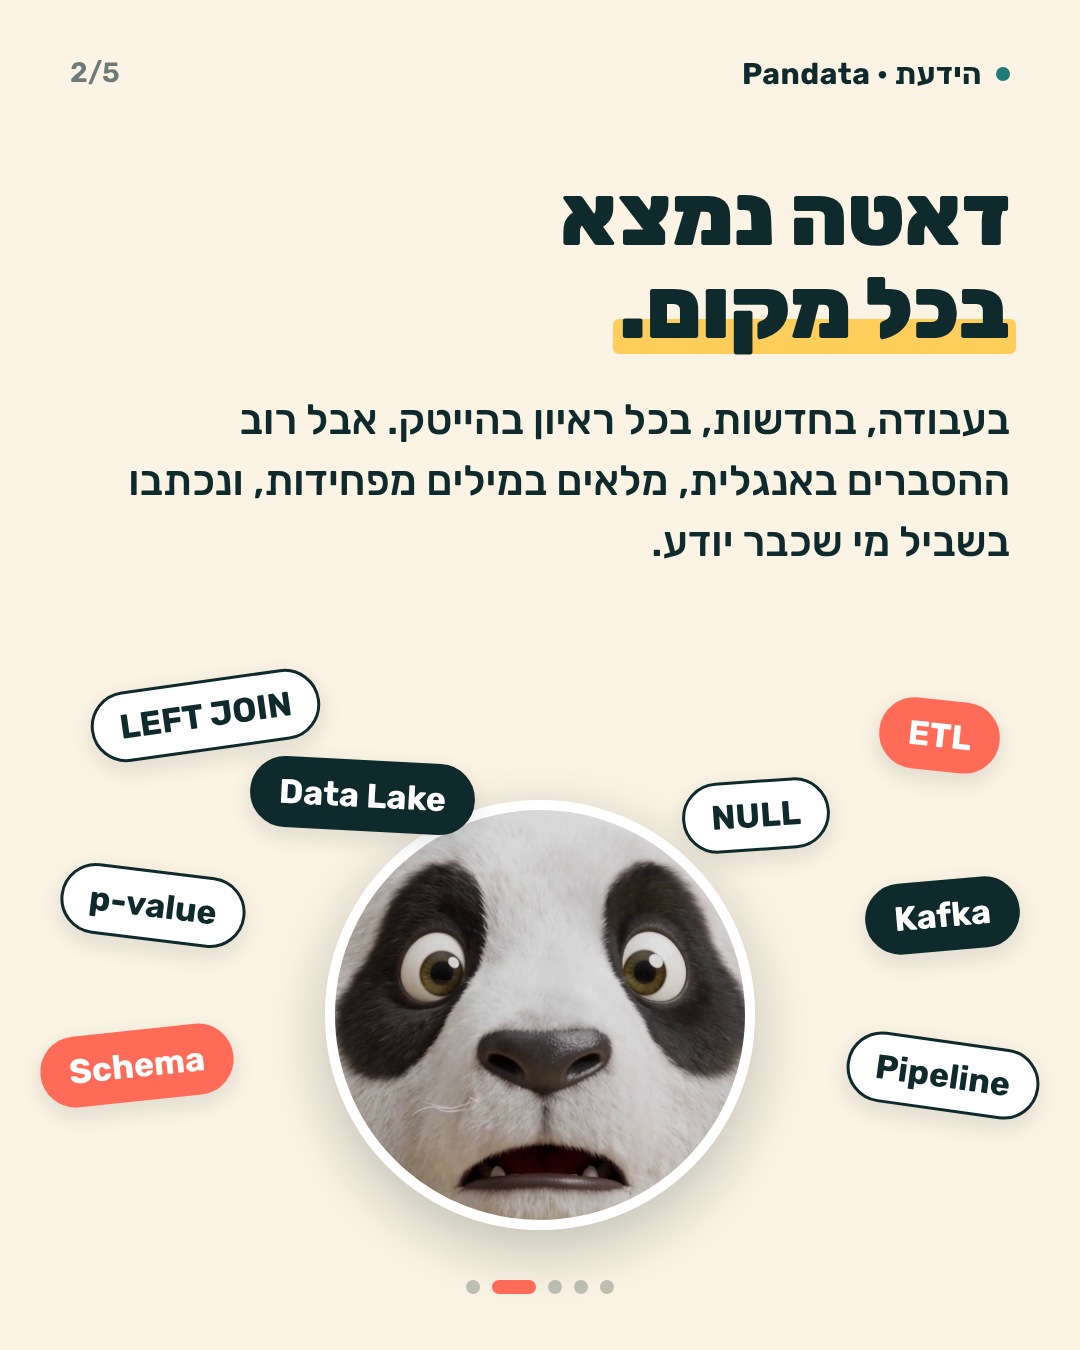 הידעת • Pandata
2/5
דאטה נמצא
בכל מקום.
בעבודה, בחדשות, בכל ראיון בהייטק. אבל רוב
ההסברים באנגלית, מלאים במילים מפחידות, ונכתבו
בשביל מי שכבר יודע.
LEFT JOIN
ETL
Data Lake
NULL
p-value
Kafka
Schema
Pipeline